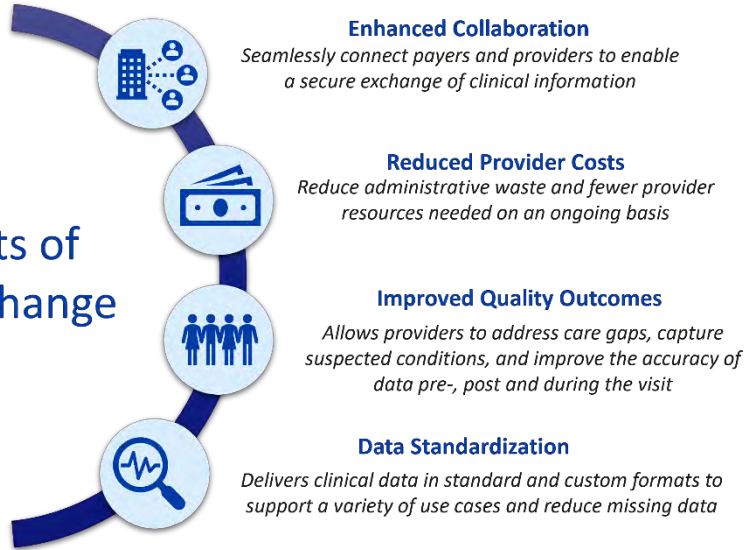 Enhanced Collaboration
Seamlessly connect payers and providers to enable
a secure exchange of clinical information
Reduced Provider Costs
Reduce administrative waste and fewer provider
resources needed on an ongoing basis
ts of
change
Improved Quality Outcomes
Allows providers to address care gaps, capture
suspected conditions, and improve the accuracy of
data pre-, post and during the visit
Data Standardization
Delivers clinical data in standard and custom formats to
support a variety of use cases and reduce missing data